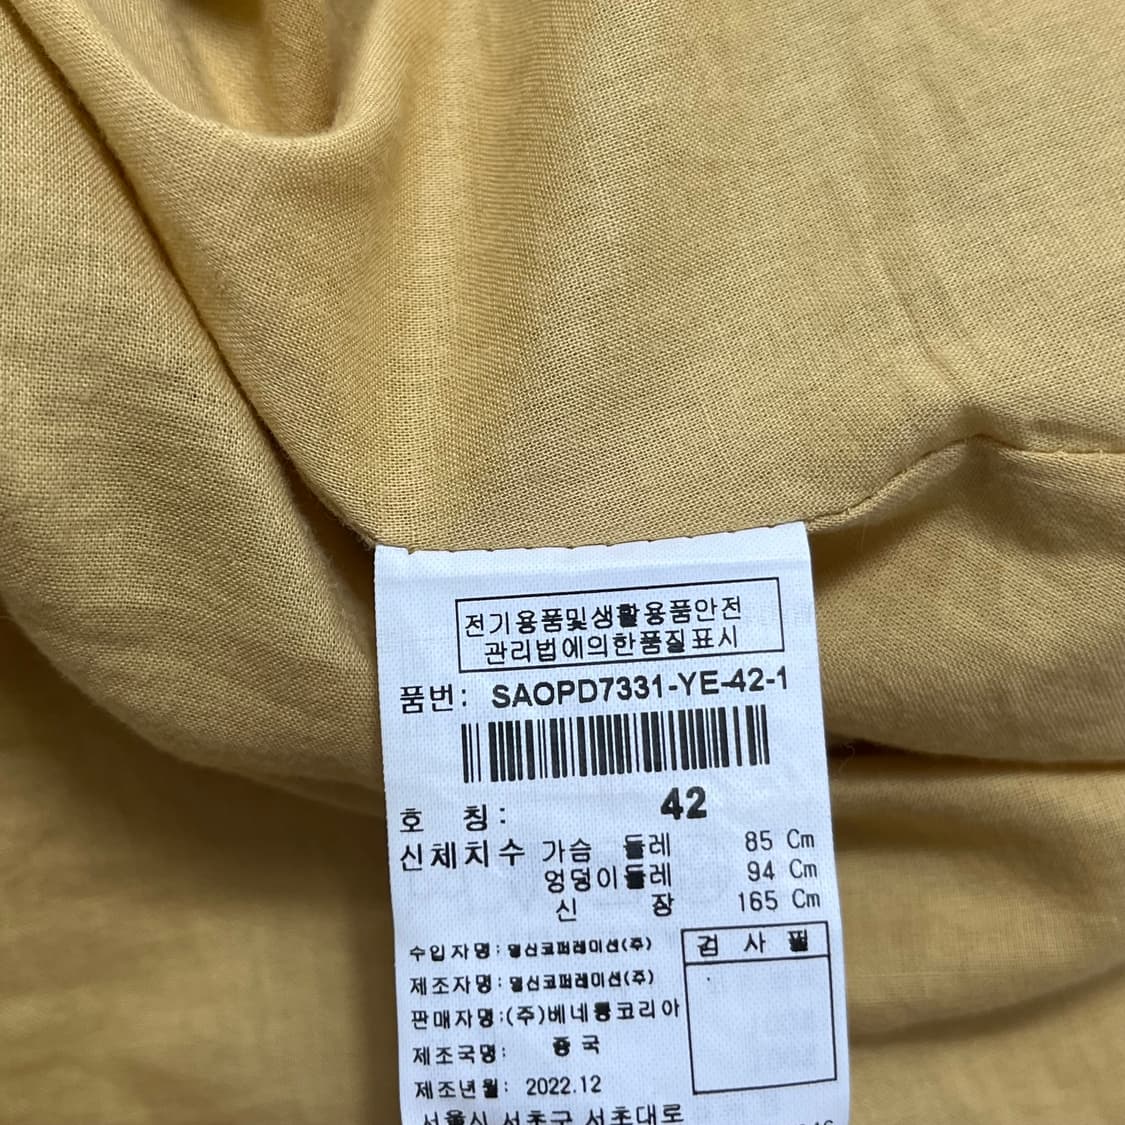 전기용품및생활용품안전
관리법에의한품질표시
품번: SAOPD7331-YE-42-1
호 칭: 42
신체치수 가슴 둘레 85 Cm
엉덩이둘레 94 Cm
신 장 165 Cm
검 사 필
수입자명: 코퍼레이션(주)
제조자명: 코퍼레이션(주)
판매자명:(주)베네통코리아
제조국명: 중국
제조년월: 2022.12
서울시 서초구 서초대로